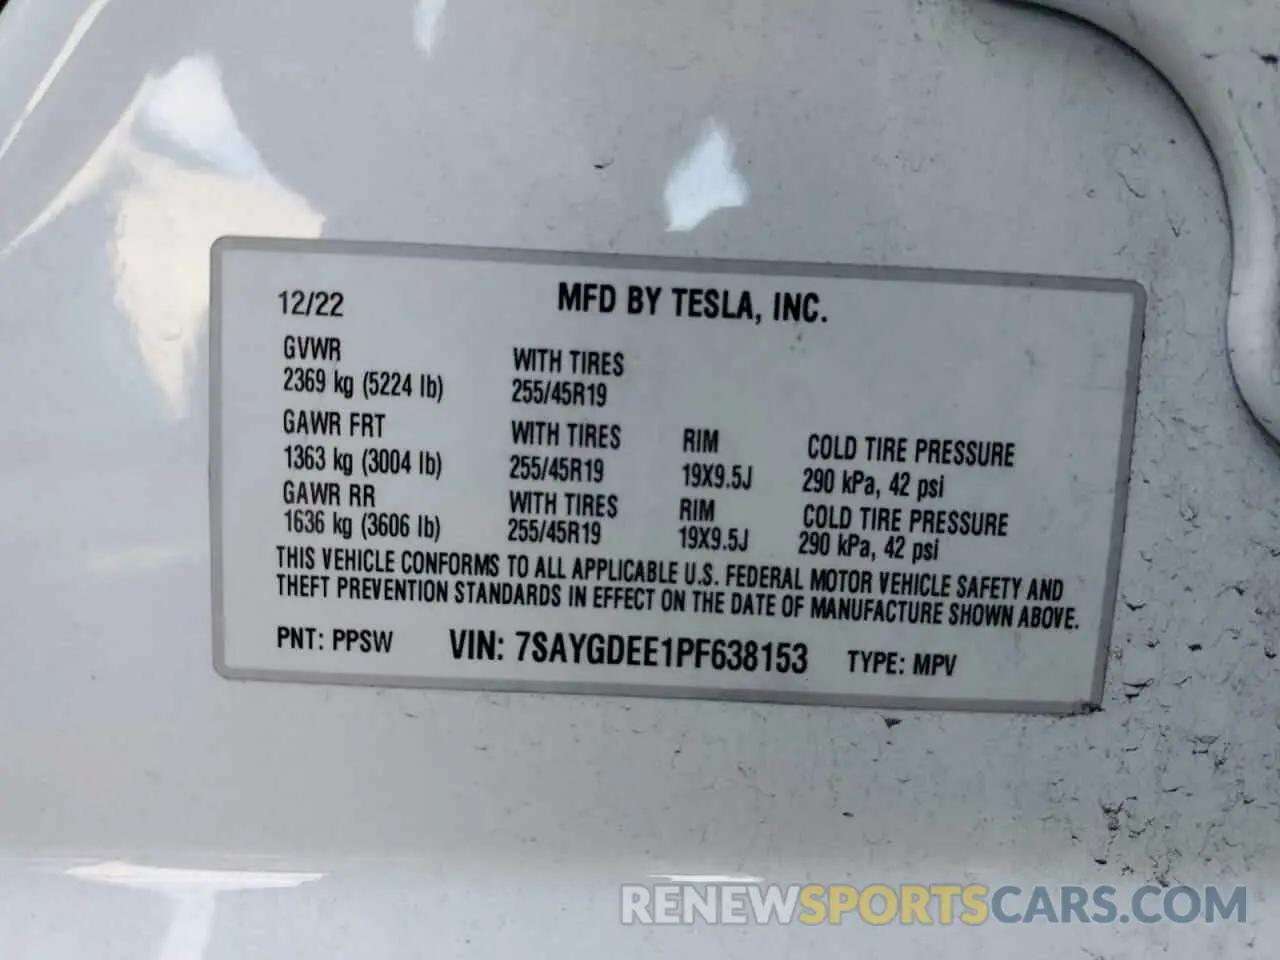 12/22 MFD BY TESLA, INC.
GVWR WITH TIRES
2369 kg (5224 lb) 255/45R19
GAWR FRT WITH TIRES RIM COLD TIRE PRESSURE
1363 kg (3004 lb) 255/45R19 19X9.5J 290 kPa, 42 psi
GAWR RR WITH TIRES RIM COLD TIRE PRESSURE
1636 kg (3606 lb) 255/45R19 19X9.5J 290 kPa, 42 psi
THIS VEHICLE CONFORMS TO ALL APPLICABLE U.S. FEDERAL MOTOR VEHICLE SAFETY AND
THEFT PREVENTION STANDARDS IN EFFECT ON THE DATE OF MANUFACTURE SHOWN ABOVE.
PNT: PPSW VIN: 7SAYGDEE1PF638153 TYPE: MPV
RENEWSPORTSCARS.COM